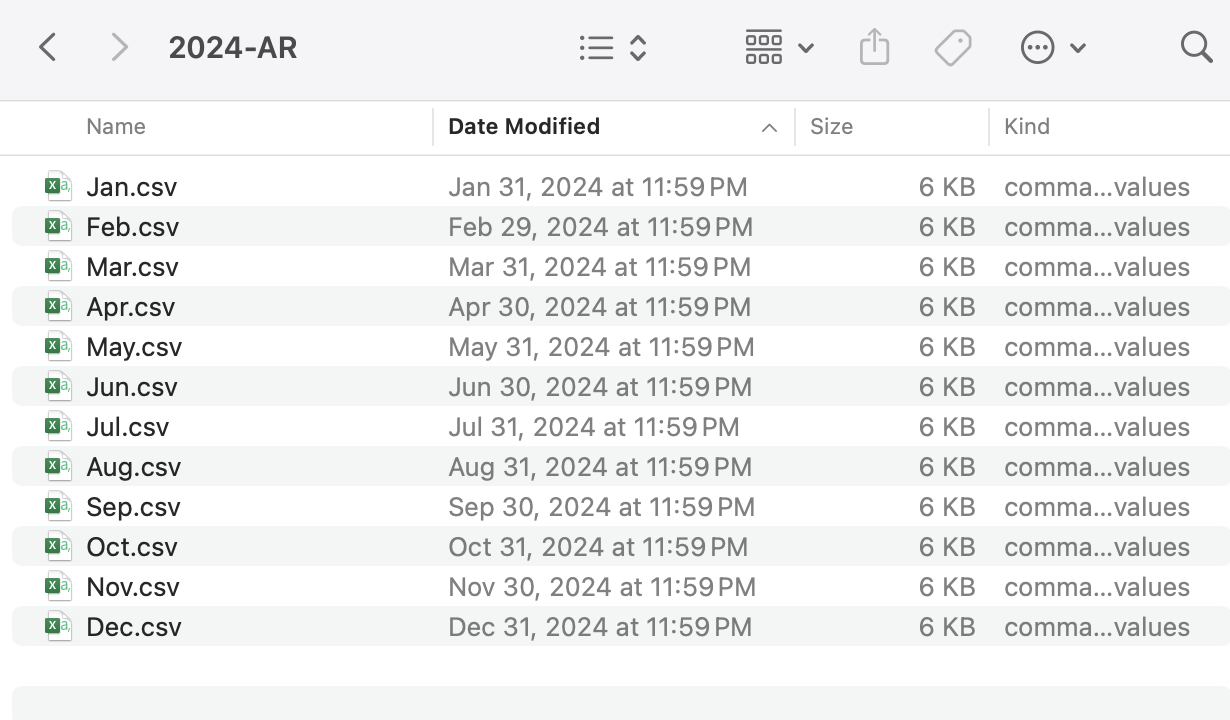 2024-AR
Name Date Modified Size Kind
Jan.csv Jan 31, 2024 at 11:59 PM 6 KB comma...values
Feb.csv Feb 29, 2024 at 11:59 PM 6 KB comma...values
Mar.csv Mar 31, 2024 at 11:59 PM 6 KB comma...values
Apr.csv Apr 30, 2024 at 11:59 PM 6 KB comma...values
May.csv May 31, 2024 at 11:59 PM 6 KB comma...values
Jun.csv Jun 30, 2024 at 11:59 PM 6 KB comma...values
Jul.csv Jul 31, 2024 at 11:59 PM 6 KB comma...values
Aug.csv Aug 31, 2024 at 11:59 PM 6 KB comma...values
Sep.csv Sep 30, 2024 at 11:59 PM 6 KB comma...values
Oct.csv Oct 31, 2024 at 11:59 PM 6 KB comma...values
Nov.csv Nov 30, 2024 at 11:59 PM 6 KB comma...values
Dec.csv Dec 31, 2024 at 11:59 PM 6 KB comma...values